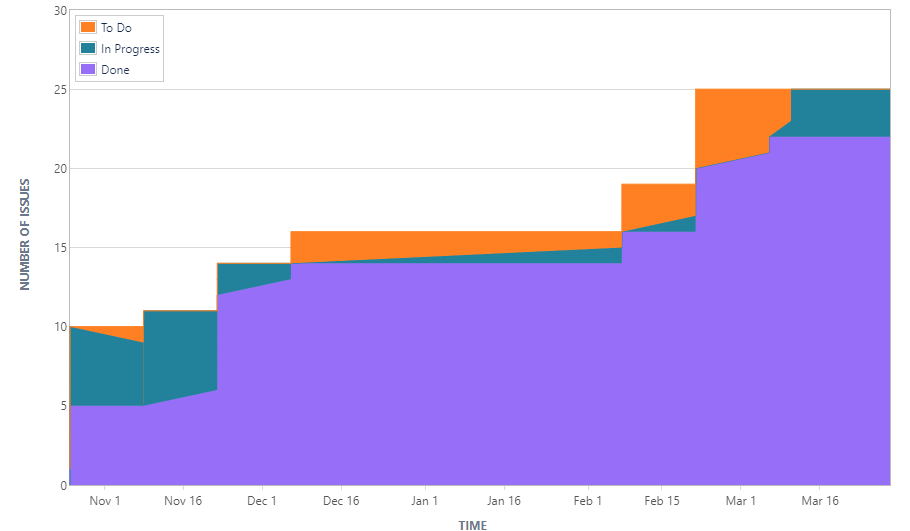 To Do
In Progress
Done
NUMBER OF ISSUES
30
25
20
15
10
5
0
Nov 1 Nov 16 Dec 1 Dec 16 Jan 1 Jan 16 Feb 1 Feb 15 Mar 1 Mar 16
TIME